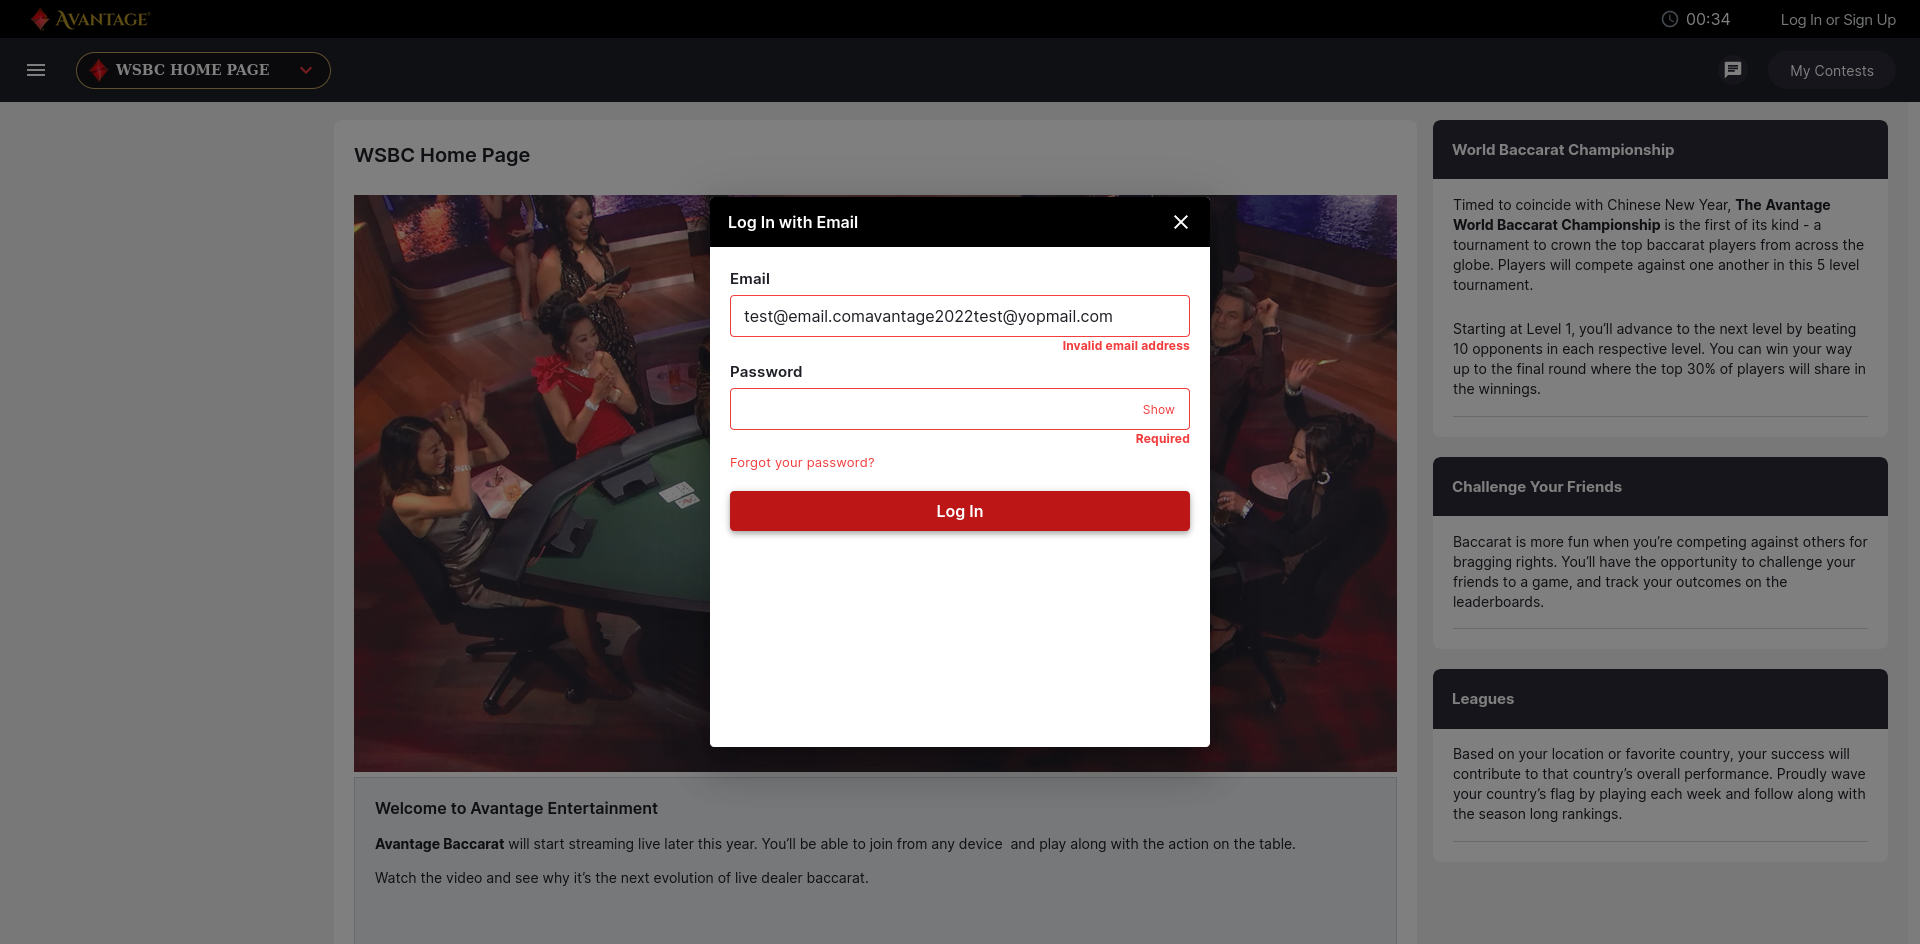 AVANTAGE
00:34
Log In or Sign Up
WSBC HOME PAGE
My Contests
WSBC Home Page
Log In with Email
Email
test@email.comavantage2022test@yopmail.com
Invalid email address
Password
Show
Required
Forgot your password?
Log In
Welcome to Avantage Entertainment
Avantage Baccarat will start streaming live later this year. You’ll be able to join from any device  and play along with the action on the table.
Watch the video and see why it’s the next evolution of live dealer baccarat.
World Baccarat Championship
Timed to coincide with Chinese New Year, The Avantage
World Baccarat Championship is the first of its kind - a
tournament to crown the top baccarat players from across the
globe. Players will compete against one another in this 5 level
tournament.
Starting at Level 1, you’ll advance to the next level by beating
10 opponents in each respective level. You can win your way
up to the final round where the top 30% of players will share in
the winnings.
Challenge Your Friends
Baccarat is more fun when you’re competing against others for
bragging rights. You’ll have the opportunity to challenge your
friends to a game, and track your outcomes on the
leaderboards.
Leagues
Based on your location or favorite country, your success will
contribute to that country’s overall performance. Proudly wave
your country’s flag by playing each week and follow along with
the season long rankings.